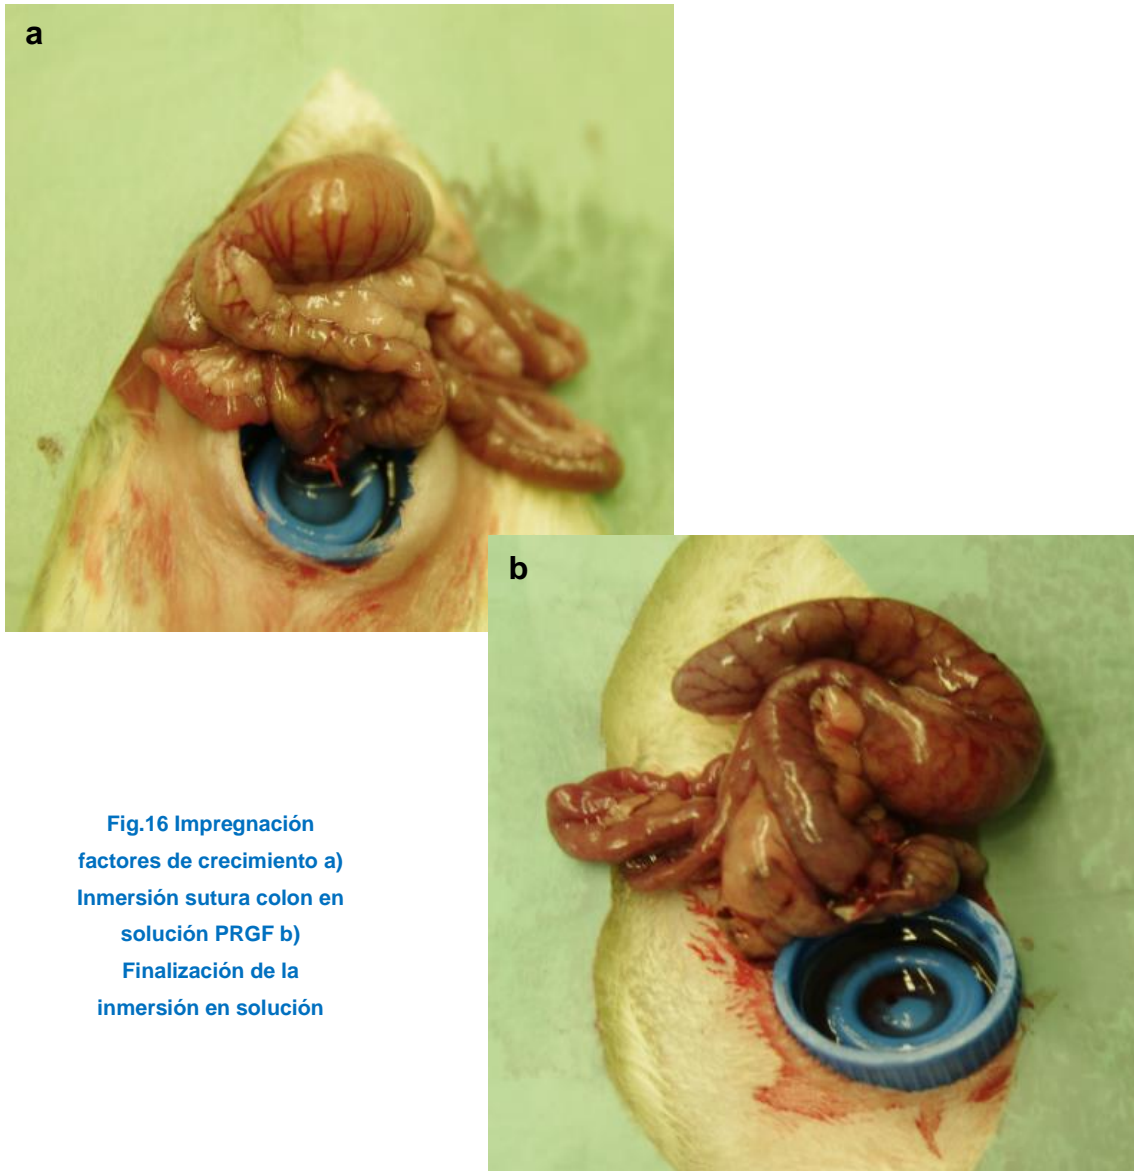 a
b
Fig.16 Impregnación
factores de crecimiento a)
Inmersión sutura colon en
solución PRGF b)
Finalización de la
inmersión en solución